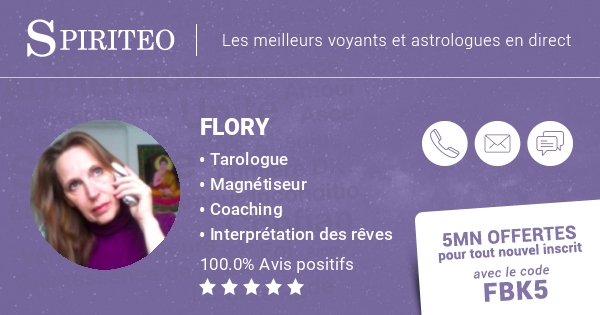 SPIRITEO
Les meilleurs voyants et astrologues en direct
FLORY
• Tarologue
• Magnétiseur
• Coaching
• Interprétation des rêves
100.0% Avis positifs
5MN OFFERTES
pour tout nouvel inscrit
avec le code
FBK5